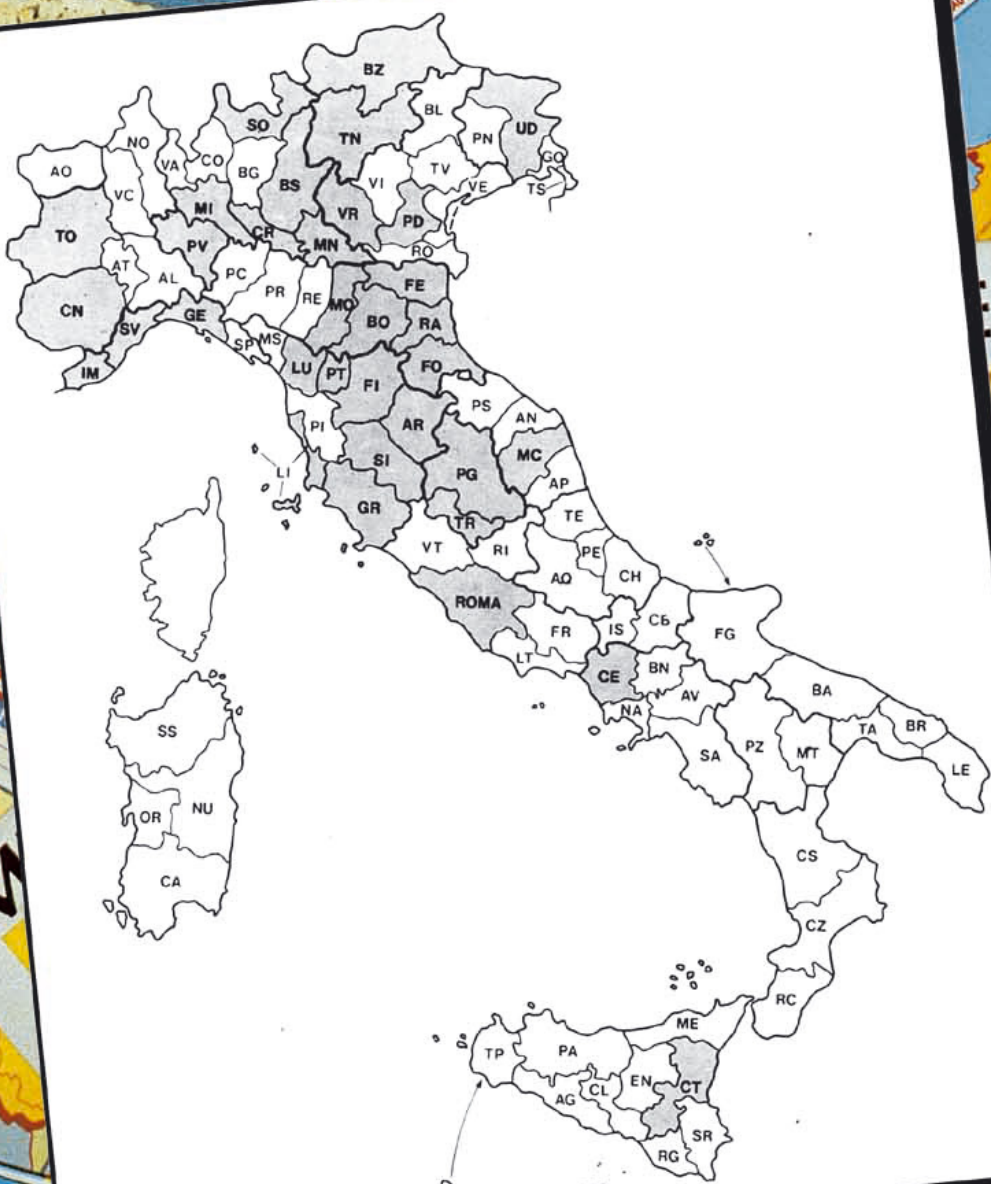 BZ
BL
SO
TN
PN
UD
NO
VA
CO
BG
BS
AO
VC
VI
TV
GO
VE
TS
MI
VR
PD
TO
CR
MN
RO
PV
AT
AL
PC
PR
RE
MO
FE
CN
SV
GE
BO
RA
SP
MS
IM
LU
PT
FI
FO
PS
PI
AR
AN
SI
MC
LI
PG
AP
GR
TR
TE
VT
RI
PE
AQ
CH
ROMA
FR
IS
CB
FG
LT
CE
BN
AV
BA
NA
SS
SA
PZ
MT
TA
BR
LE
OR
NU
CA
CS
CZ
RC
ME
TP
PA
EN
CT
AG
CL
SR
RG